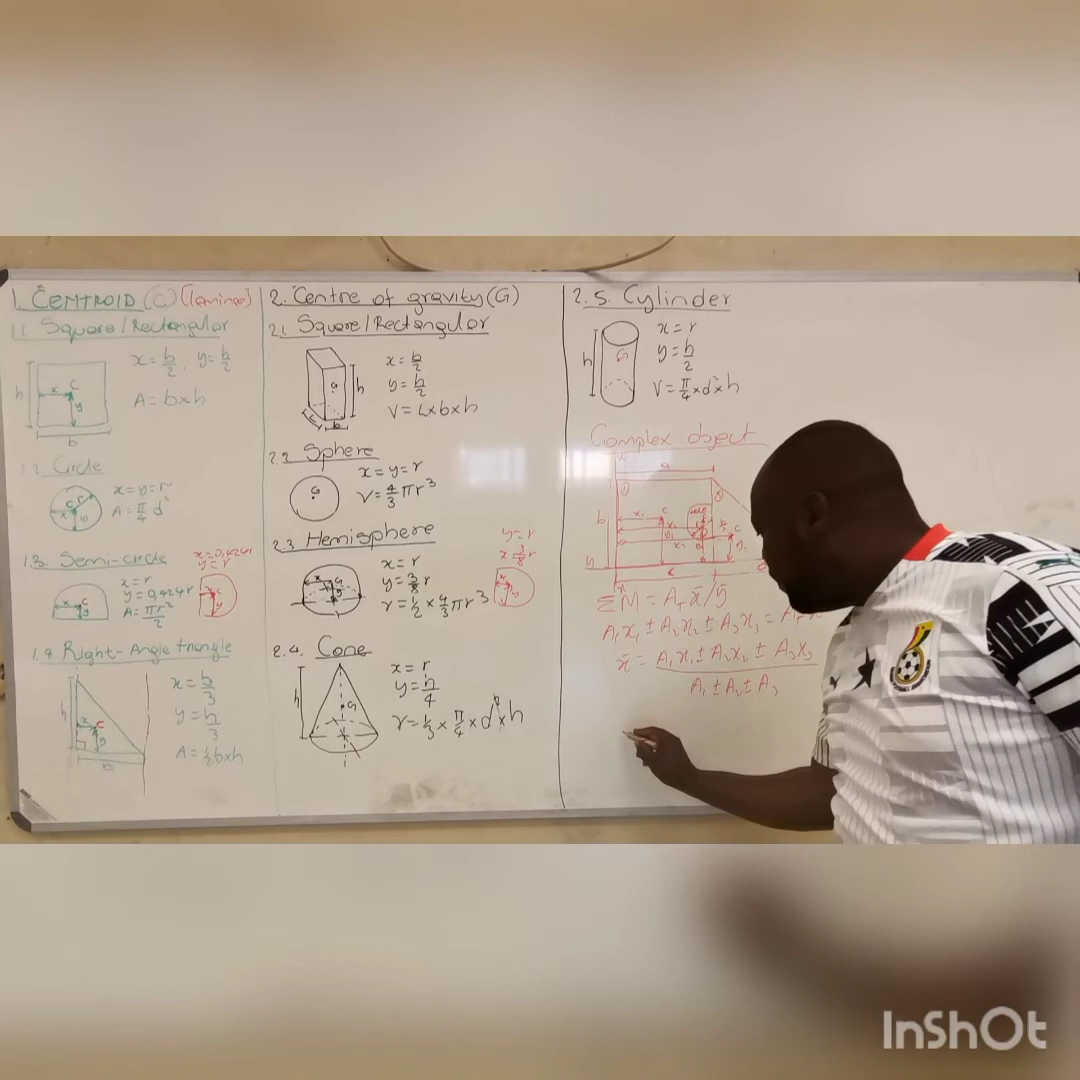 1. CENTROID (C) [laminae]
1.1 Square/Rectangular
x = b/2, y = h/2
A = b×h
h
x
C
y
b
1.2 Circle
x = y = r
A = π/4 d²
C
r
x
y
1.3. Semi-circle
x = 0,424r
y = r
x = r
y = 0,424r
A = πr²/2
C
y
x
C
y
1.4 Right-Angle triangle
x = b/3
y = h/3
A = ½b×h
h
x
C
y
b
2. Centre of gravity (G)
2.1 Square/Rectangular
x = b/2
y = h/2
V = L×b×h
G
h
L
b
2.2 Sphere
x = y = r
V = 4/3 πr³
G
2.3 Hemisphere
y = r
x 3/8 r
x = r
y = 3/8 r
V = ½ × 4/3 πr³
x
G
y
2.4. Cone
x = r
y = h/4
V = ⅓ × π/4 × d² × h
h
G
2.5. Cylinder
x = r
y = h/2
V = π/4 × d² × h
h
G
Complex object
a
b
x₁
C
ΣM = A_T x̄/ȳ
A₁x₁ ± A₂x₂ ± A₃x₃ =
x̄ = A₁x₁ ± A₂x₂ ± A₃x₃
A₁ ± A₂ ± A₃
InShOt